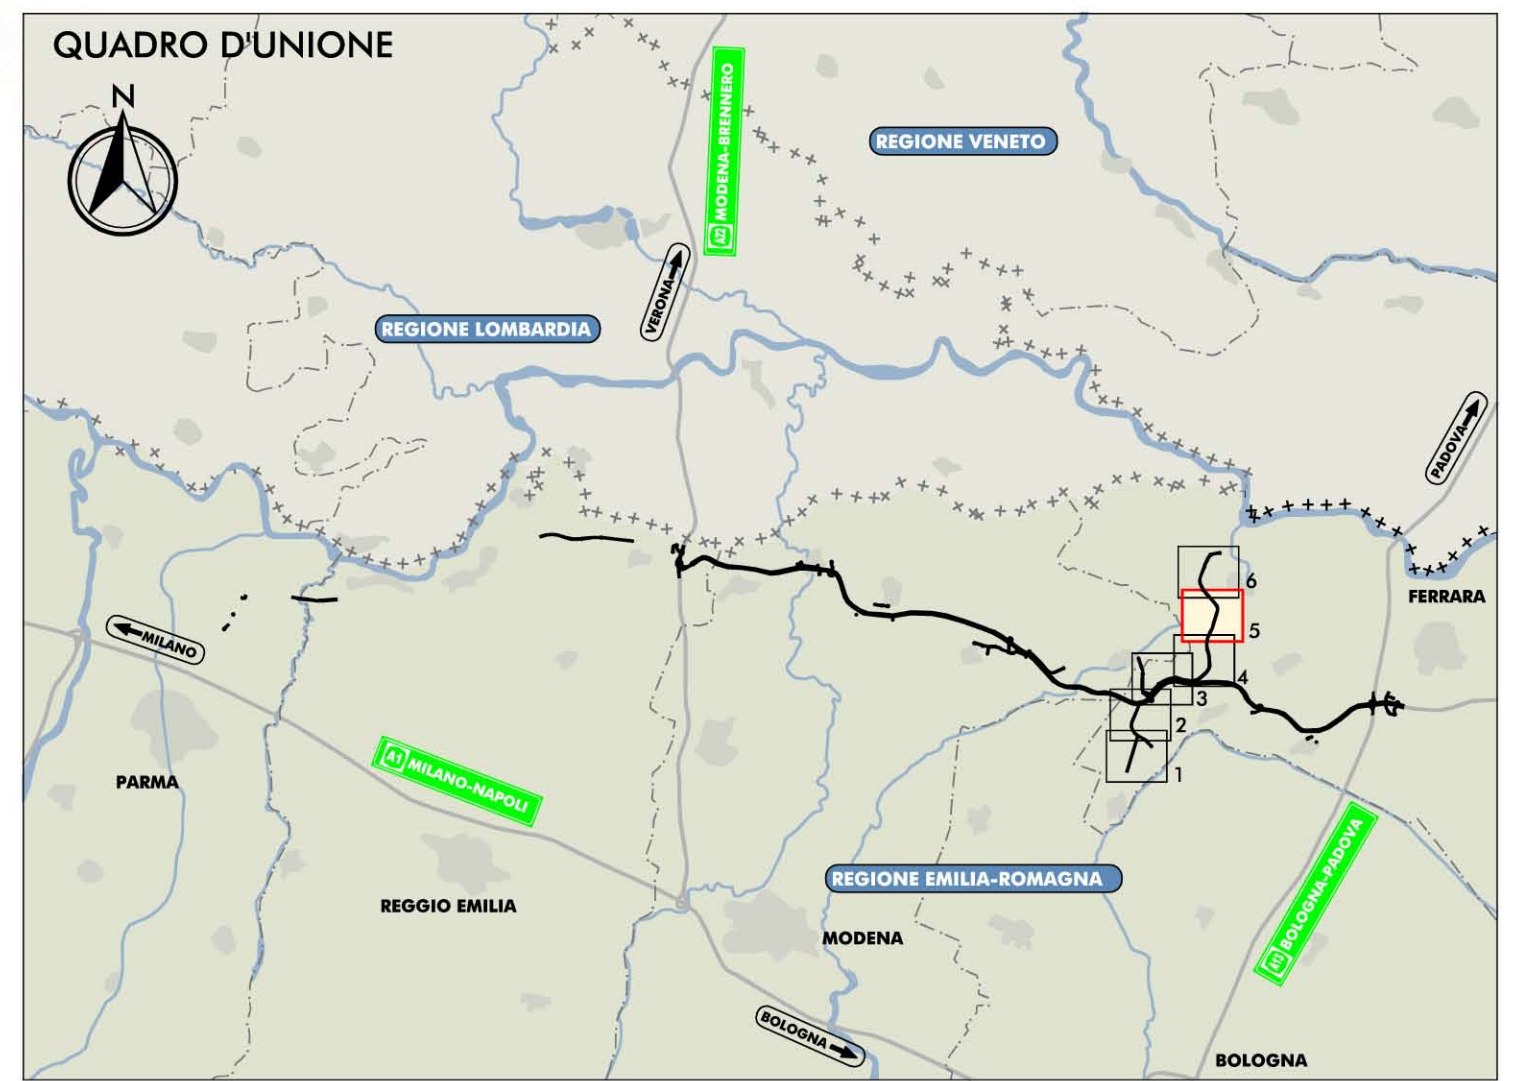 QUADRO D'UNIONE
N
A22 MODENA-BRENNERO
REGIONE VENETO
VERONA
REGIONE LOMBARDIA
PADOVA
6
FERRARA
5
MILANO
4
3
2
1
A1 MILANO-NAPOLI
PARMA
A13 BOLOGNA-PADOVA
REGIONE EMILIA-ROMAGNA
REGGIO EMILIA
MODENA
BOLOGNA
BOLOGNA